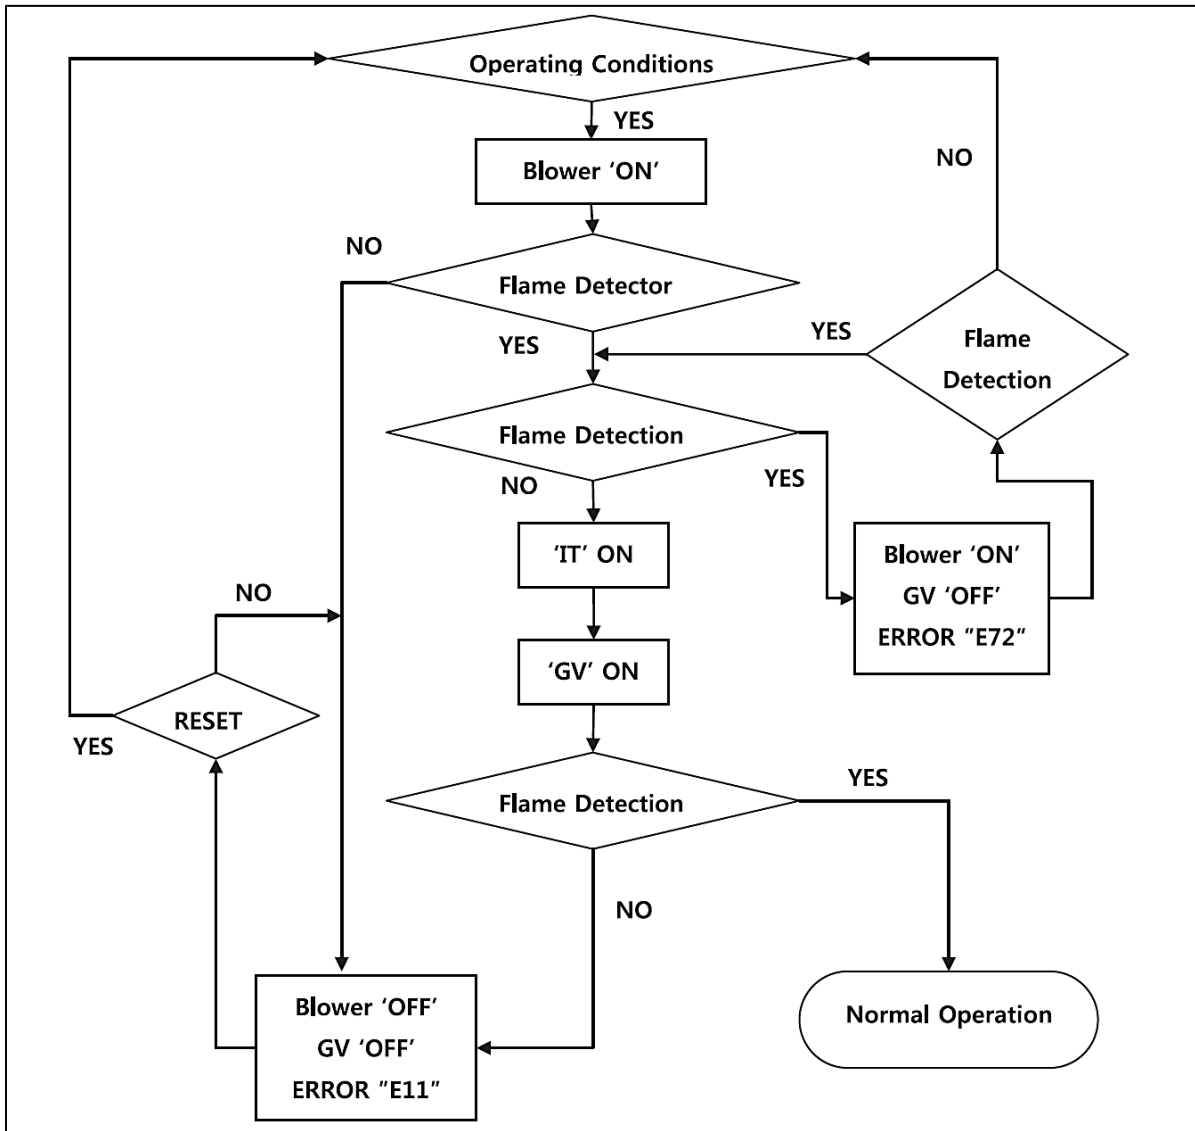 Operating Conditions
YES
NO
Blower ‘ON’
NO
Flame Detector
YES
YES
Flame
Detection
Flame Detection
NO
YES
‘IT’ ON
Blower ‘ON’
GV ‘OFF’
ERROR "E72"
NO
‘GV’ ON
RESET
YES
Flame Detection
YES
NO
Blower ‘OFF’
GV ‘OFF’
ERROR "E11"
Normal Operation